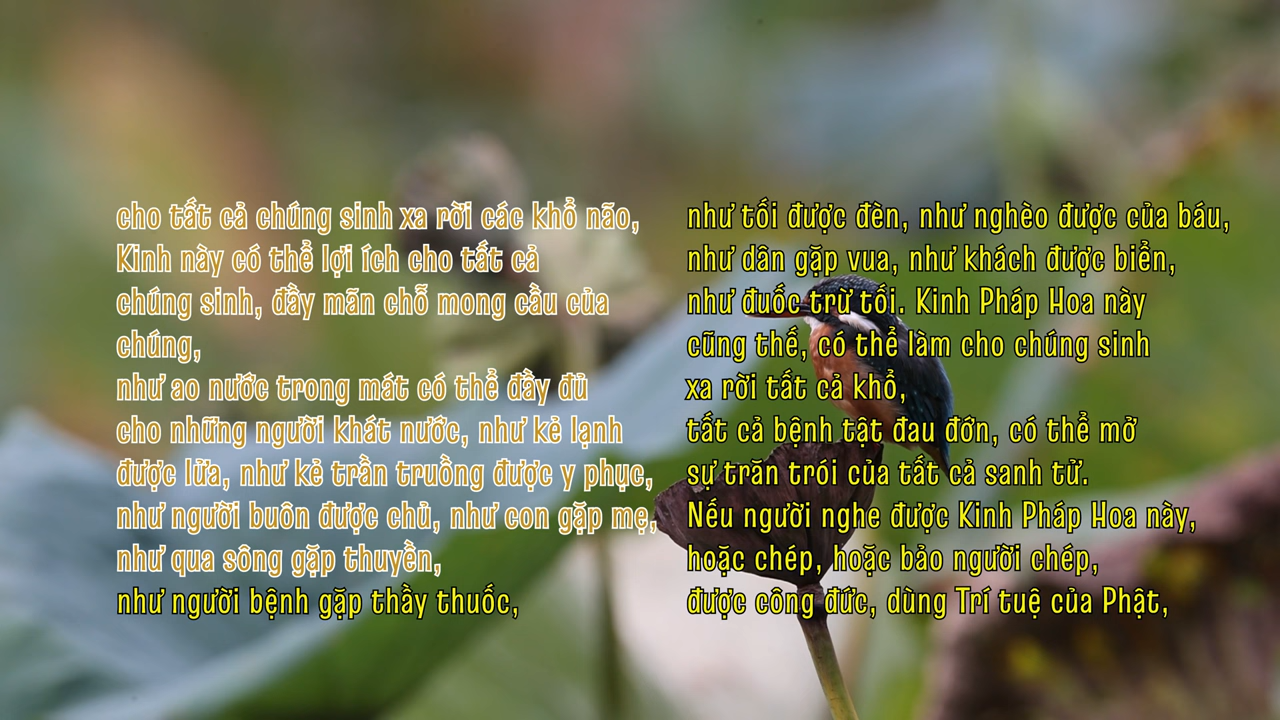 cho tất cả chúng sinh xa rời các khổ não,
Kinh này có thể lợi ích cho tất cả
chúng sinh, đầy mãn chỗ mong cầu của
chúng,
như ao nước trong mát có thể đầy đủ
cho những người khát nước, như kẻ lạnh
được lửa, như kẻ trần truồng được y phục,
như người buôn được chủ, như con gặp mẹ,
như qua sông gặp thuyền,
như người bệnh gặp thầy thuốc,
như tối được đèn, như nghèo được của báu,
như dân gặp vua, như khách được biển,
như đuốc trừ tối. Kinh Pháp Hoa này
cũng thế, có thể làm cho chúng sinh
xa rời tất cả khổ,
tất cả bệnh tật đau đớn, có thể mở
sự trăn trói của tất cả sanh tử.
Nếu người nghe được Kinh Pháp Hoa này,
hoặc chép, hoặc bảo người chép,
được công đức, dùng Trí tuệ của Phật,